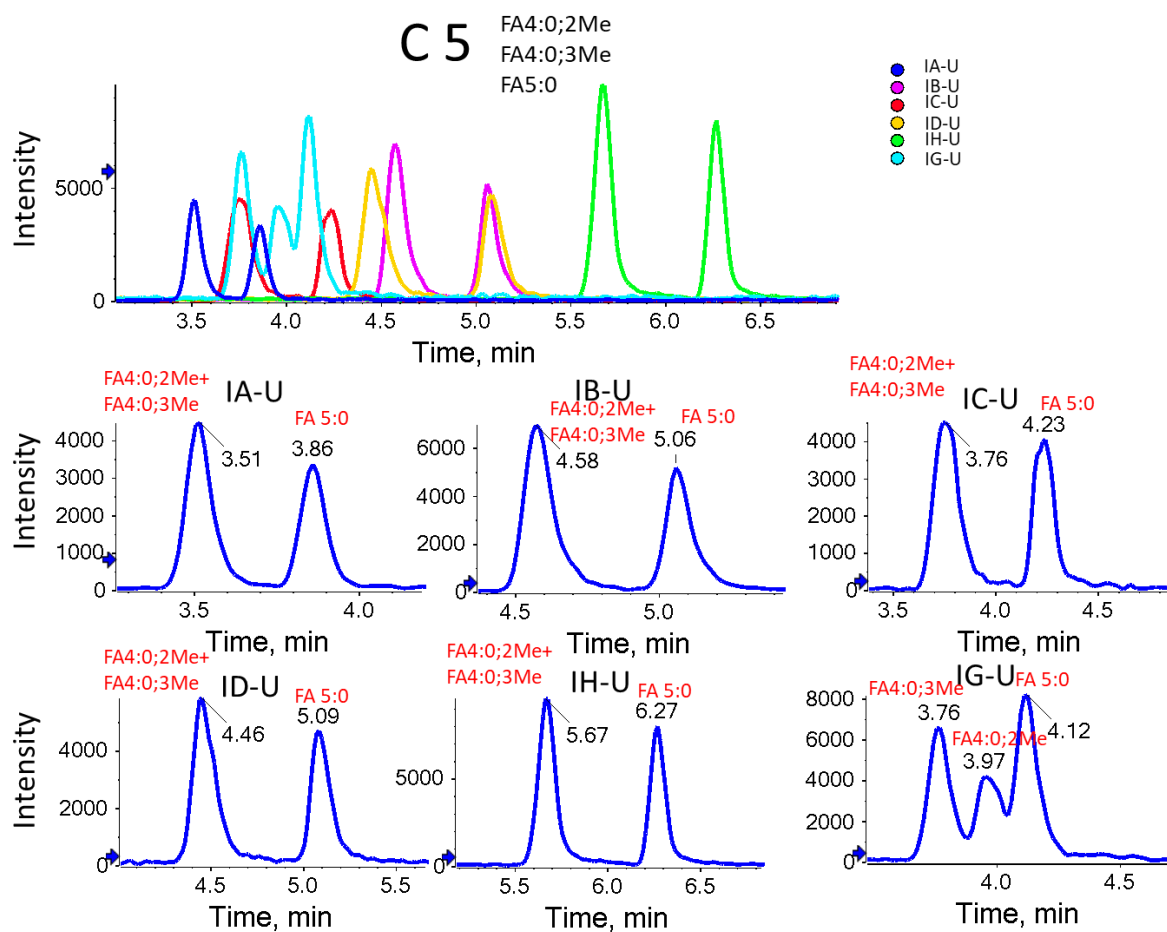 C 5
FA4:0;2Me
FA4:0;3Me
FA5:0
IA-U
IB-U
IC-U
ID-U
IH-U
IG-U
Intensity
5000
0
3.5 4.0 4.5 5.0 5.5 6.0 6.5
Time, min
FA4:0;2Me+
FA4:0;3Me
IA-U
FA 5:0
3.51
3.86
Intensity
4000
3000
2000
1000
0
3.5 4.0
Time, min
IB-U
FA4:0;2Me+
FA4:0;3Me
FA 5:0
4.58
5.06
6000
4000
2000
0
4.5 5.0
Time, min
FA4:0;2Me+
FA4:0;3Me
IC-U
FA 5:0
3.76
4.23
4000
3000
2000
1000
0
3.5 4.0 4.5
Time, min
FA4:0;2Me+
FA4:0;3Me
ID-U
FA 5:0
4.46
5.09
Intensity
4000
2000
0
4.5 5.0 5.5
Time, min
FA4:0;2Me+
FA4:0;3Me
IH-U
FA 5:0
5.67
6.27
5000
0
5.5 6.0 6.5
Time, min
IG-U
FA4:0;3Me
FA 5:0
3.76
FA4:0;2Me
3.97
4.12
8000
6000
4000
2000
0
4.0 4.5
Time, min